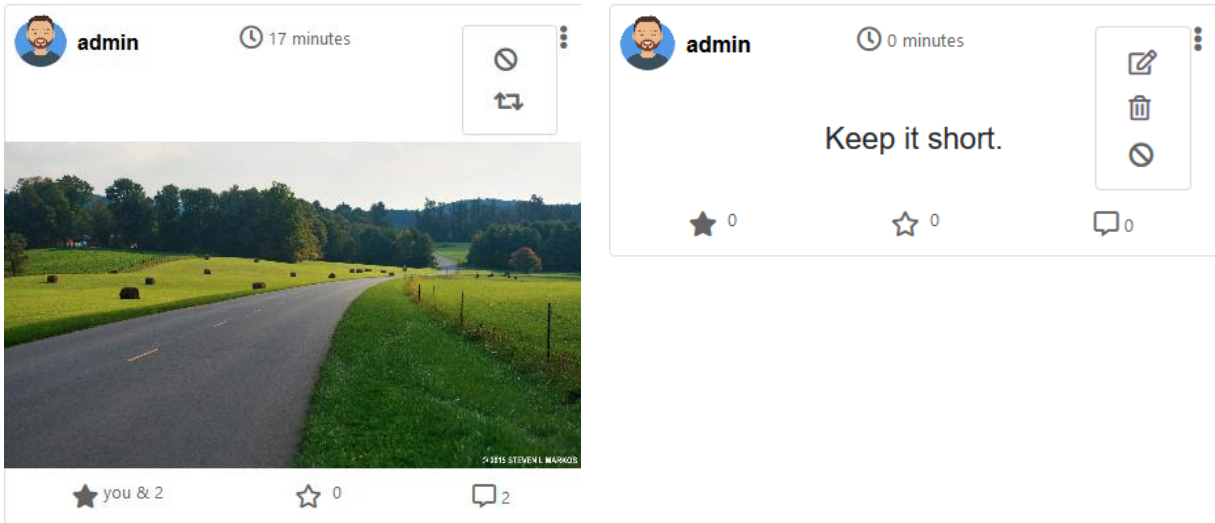 admin
17 minutes
© 2015 STEVEN L MARKOS
you & 2
0
2
admin
0 minutes
Keep it short.
0
0
0